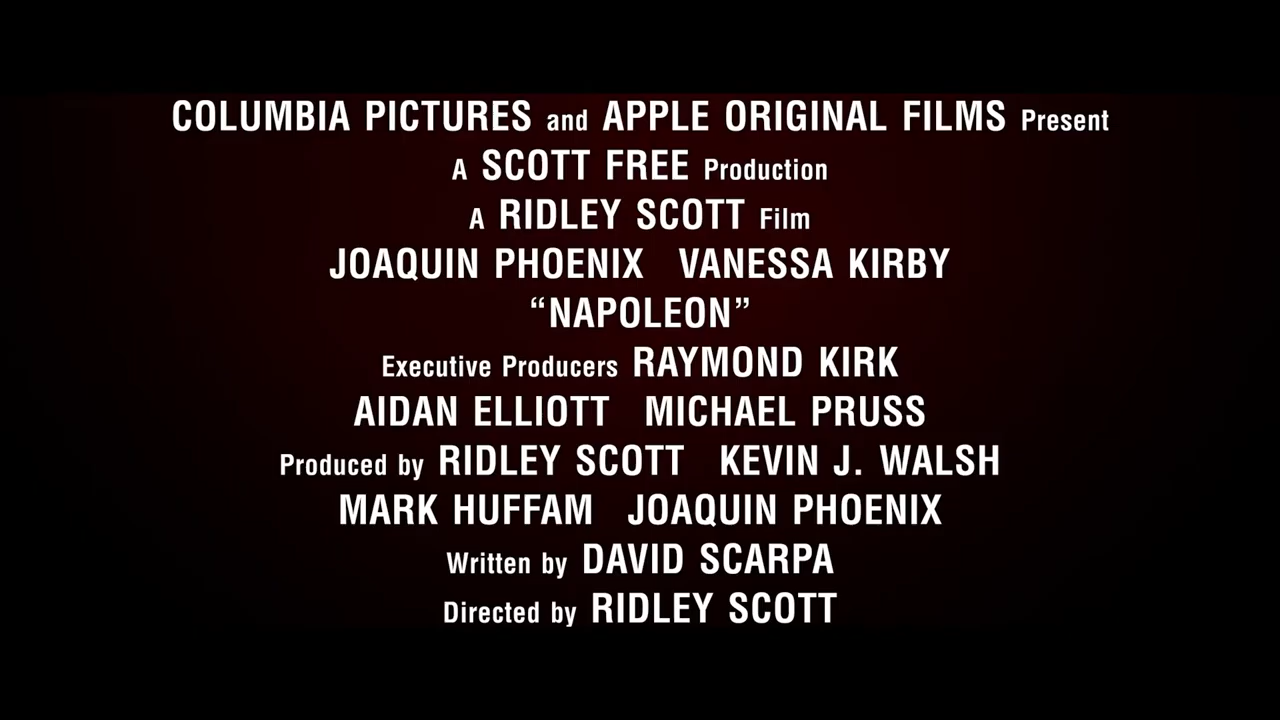 COLUMBIA PICTURES and APPLE ORIGINAL FILMS Present
A SCOTT FREE Production
A RIDLEY SCOTT Film
JOAQUIN PHOENIX VANESSA KIRBY
“NAPOLEON”
Executive Producers RAYMOND KIRK
AIDAN ELLIOTT MICHAEL PRUSS
Produced by RIDLEY SCOTT KEVIN J. WALSH
MARK HUFFAM JOAQUIN PHOENIX
Written by DAVID SCARPA
Directed by RIDLEY SCOTT